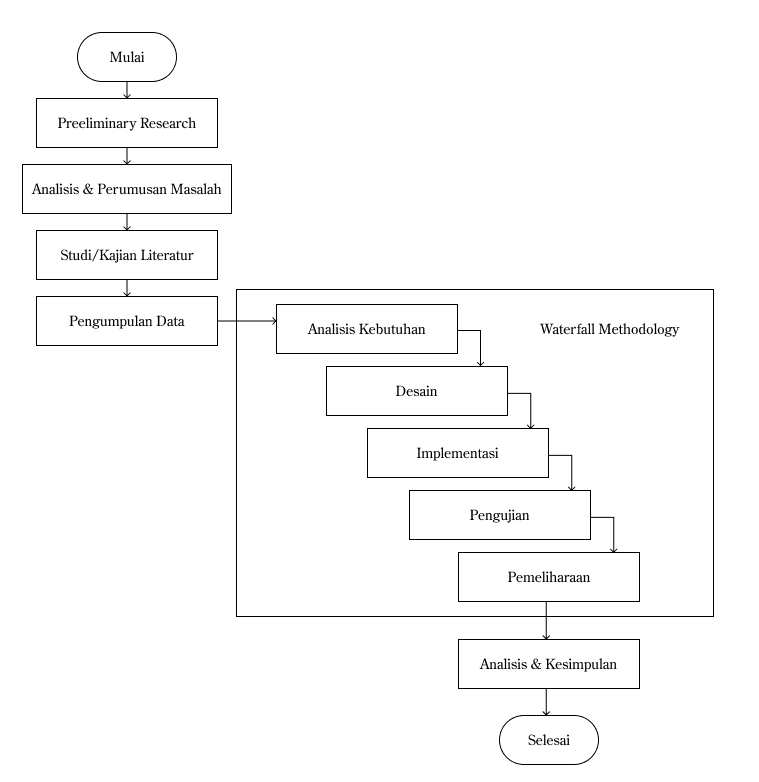 Mulai
Preeliminary Research
Analisis & Perumusan Masalah
Studi/Kajian Literatur
Pengumpulan Data
Analisis Kebutuhan
Waterfall Methodology
Desain
Implementasi
Pengujian
Pemeliharaan
Analisis & Kesimpulan
Selesai